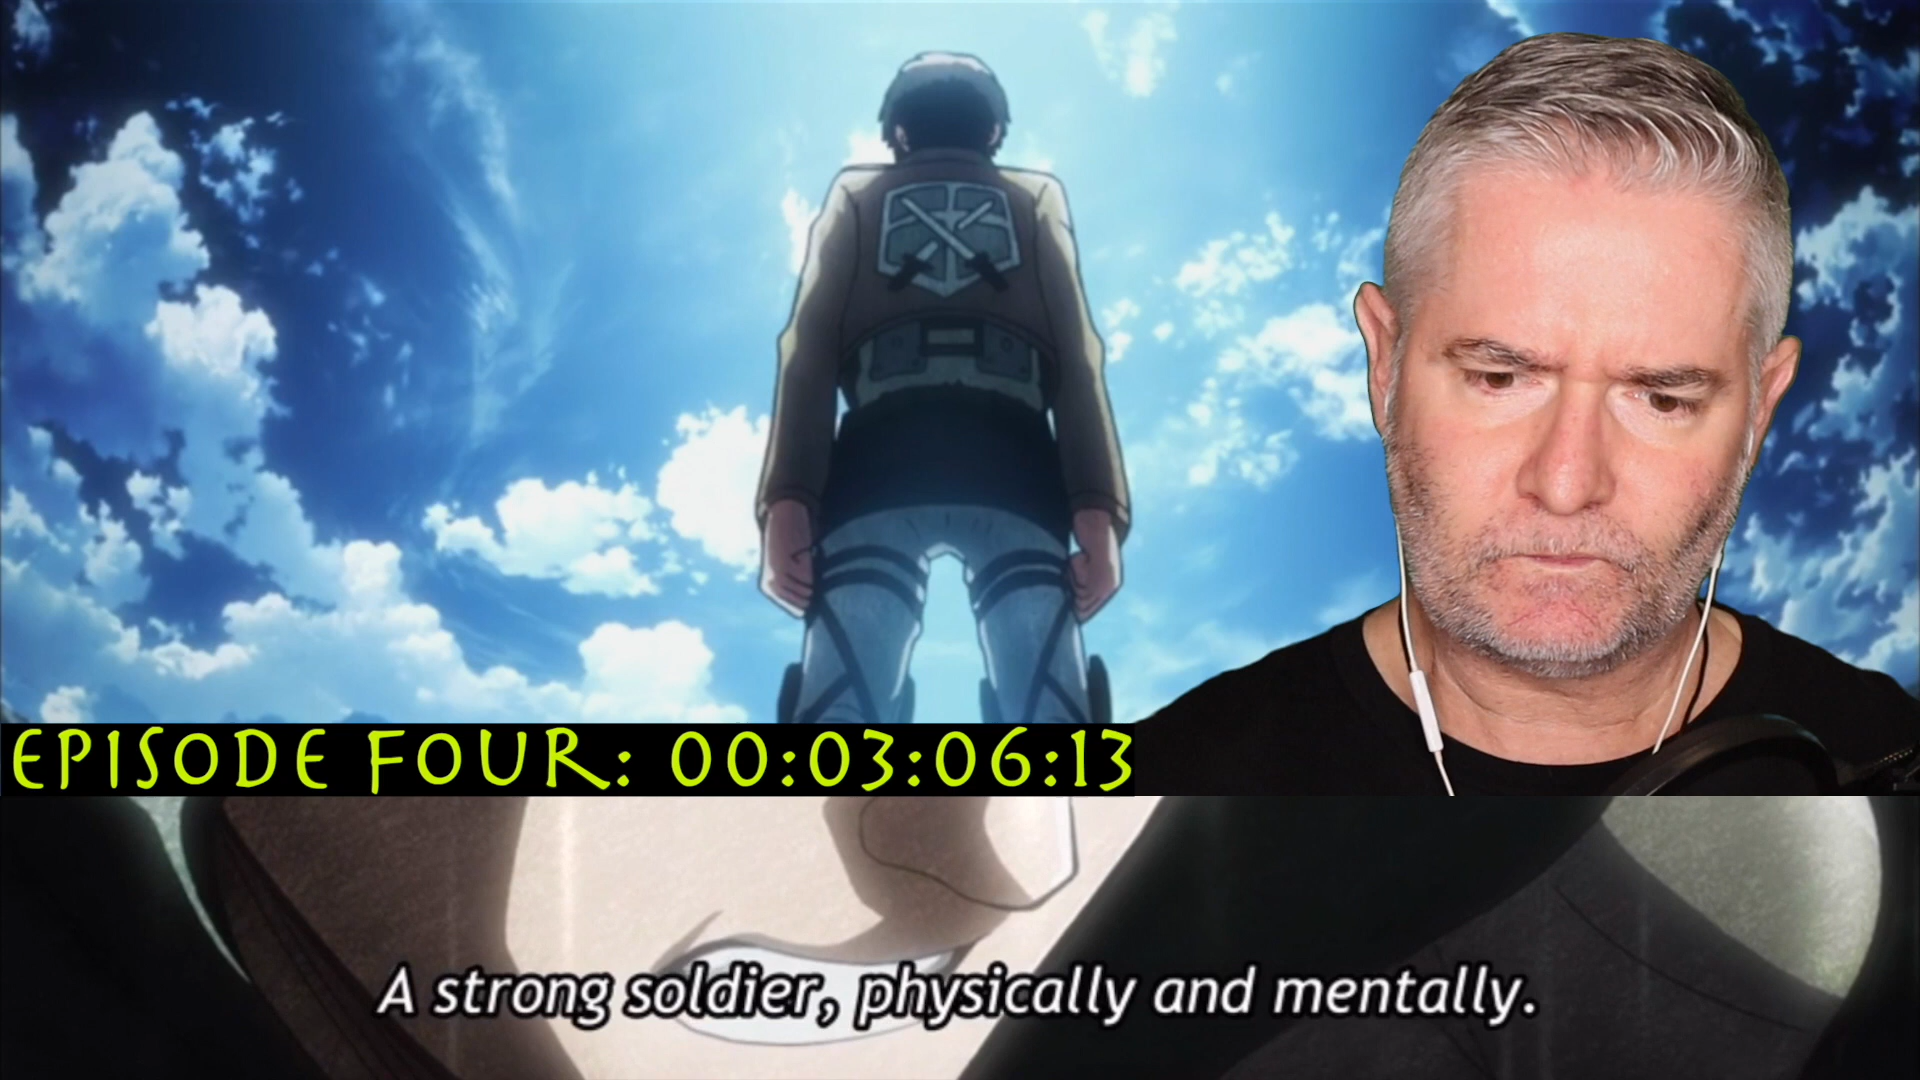 EPISODE FOUR: 00:03:06:13
A strong soldier, physically and mentally.